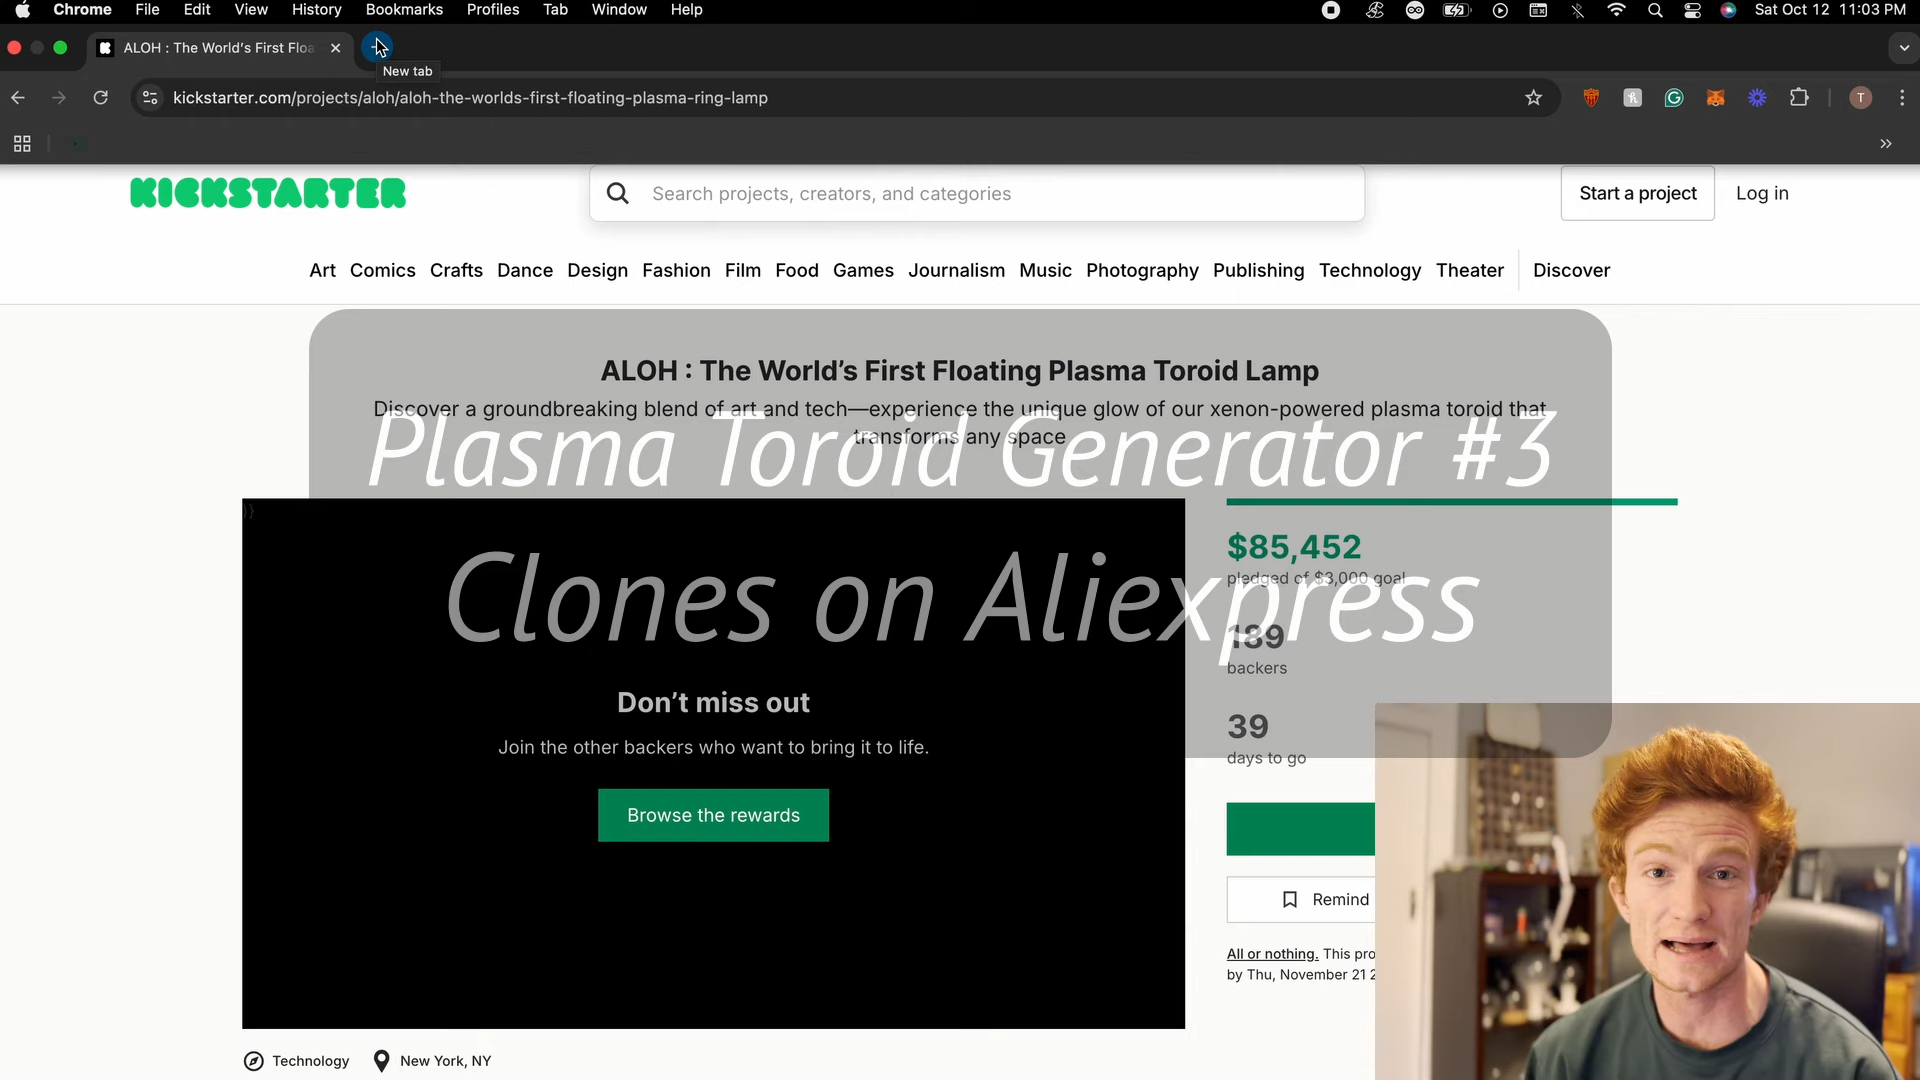 Chrome File Edit View History Bookmarks Profiles Tab Window Help Sat Oct 12 11:03 PM
ALOH : The World's First Floa
New tab
kickstarter.com/projects/aloh/aloh-the-worlds-first-floating-plasma-ring-lamp T
KICKSTARTER
Search projects, creators, and categories
Start a project Log in
Art Comics Crafts Dance Design Fashion Film Food Games Journalism Music Photography Publishing Technology Theater Discover
ALOH : The World's First Floating Plasma Toroid Lamp
Discover a groundbreaking blend of art and tech—experience the unique glow of our xenon-powered plasma toroid that
transforms any space
Plasma Toroid Generator #3
Clones on Aliexpress
$85,452
pledged of $3,000 goal
189
backers
39
days to go
Don't miss out
Join the other backers who want to bring it to life.
Browse the rewards
Remind
All or nothing. This pro
by Thu, November 21 2
Technology New York, NY